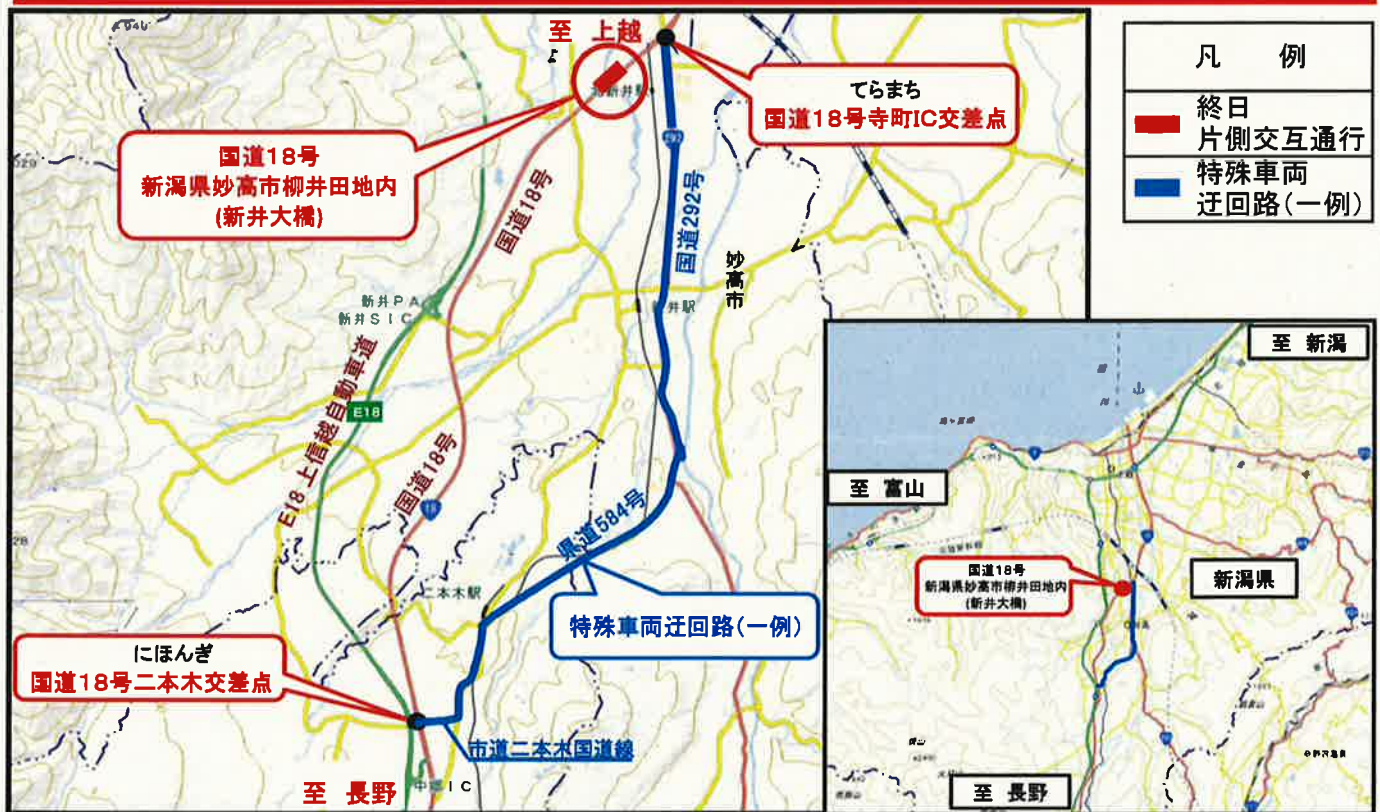 至 上越
てらまち
国道18号寺町IC交差点
国道18号
新潟県妙高市柳井田地内
(新井大橋)
凡 例
終日
片側交互通行
特殊車両
迂回路(一例)
292
国道18号
国道292号
妙高市
新井PA
新井SIC
E18 上信越自動車道
E18
国道18号
18
県道584号
二本木駅
特殊車両迂回路(一例)
にほんぎ
国道18号二本木交差点
市道二本木国道線
至 長野
中郷IC
至 新潟
至 富山
国道18号
新潟県妙高市柳井田地内
(新井大橋)
新潟県
至 長野